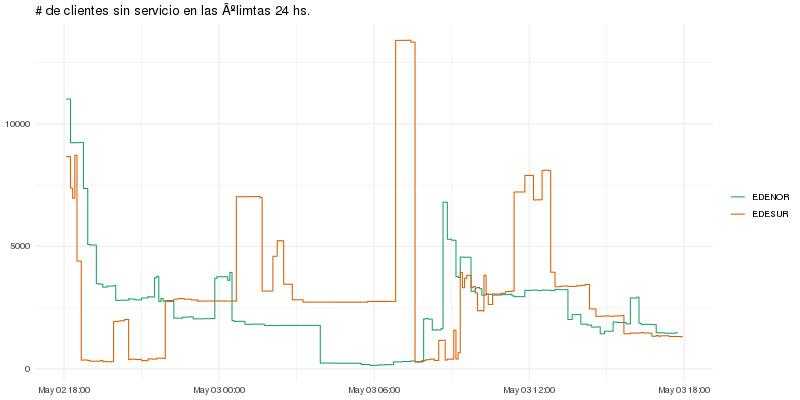 # de clientes sin servicio en las Ãºlimtas 24 hs.
10000
5000
0
May 02 18:00
May 03 00:00
May 03 06:00
May 03 12:00
May 03 18:00
EDENOR
EDESUR